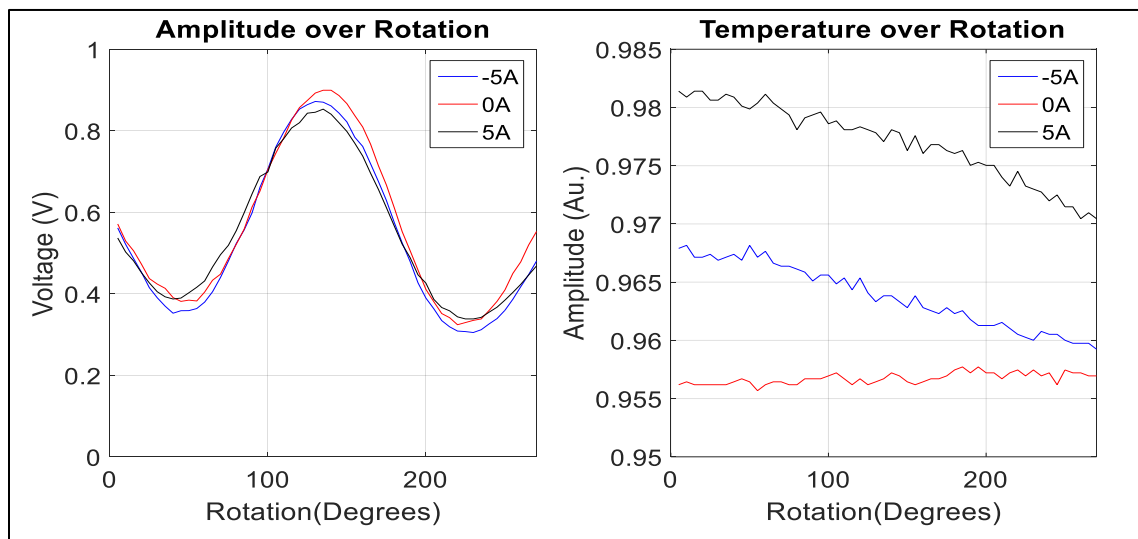 Amplitude over Rotation
1
0.8
0.6
0.4
0.2
0
Voltage (V)
-5A
0A
5A
0
100
200
Rotation(Degrees)
Temperature over Rotation
0.985
0.98
0.975
0.97
0.965
0.96
0.955
0.95
Amplitude (Au.)
-5A
0A
5A
0
100
200
Rotation(Degrees)